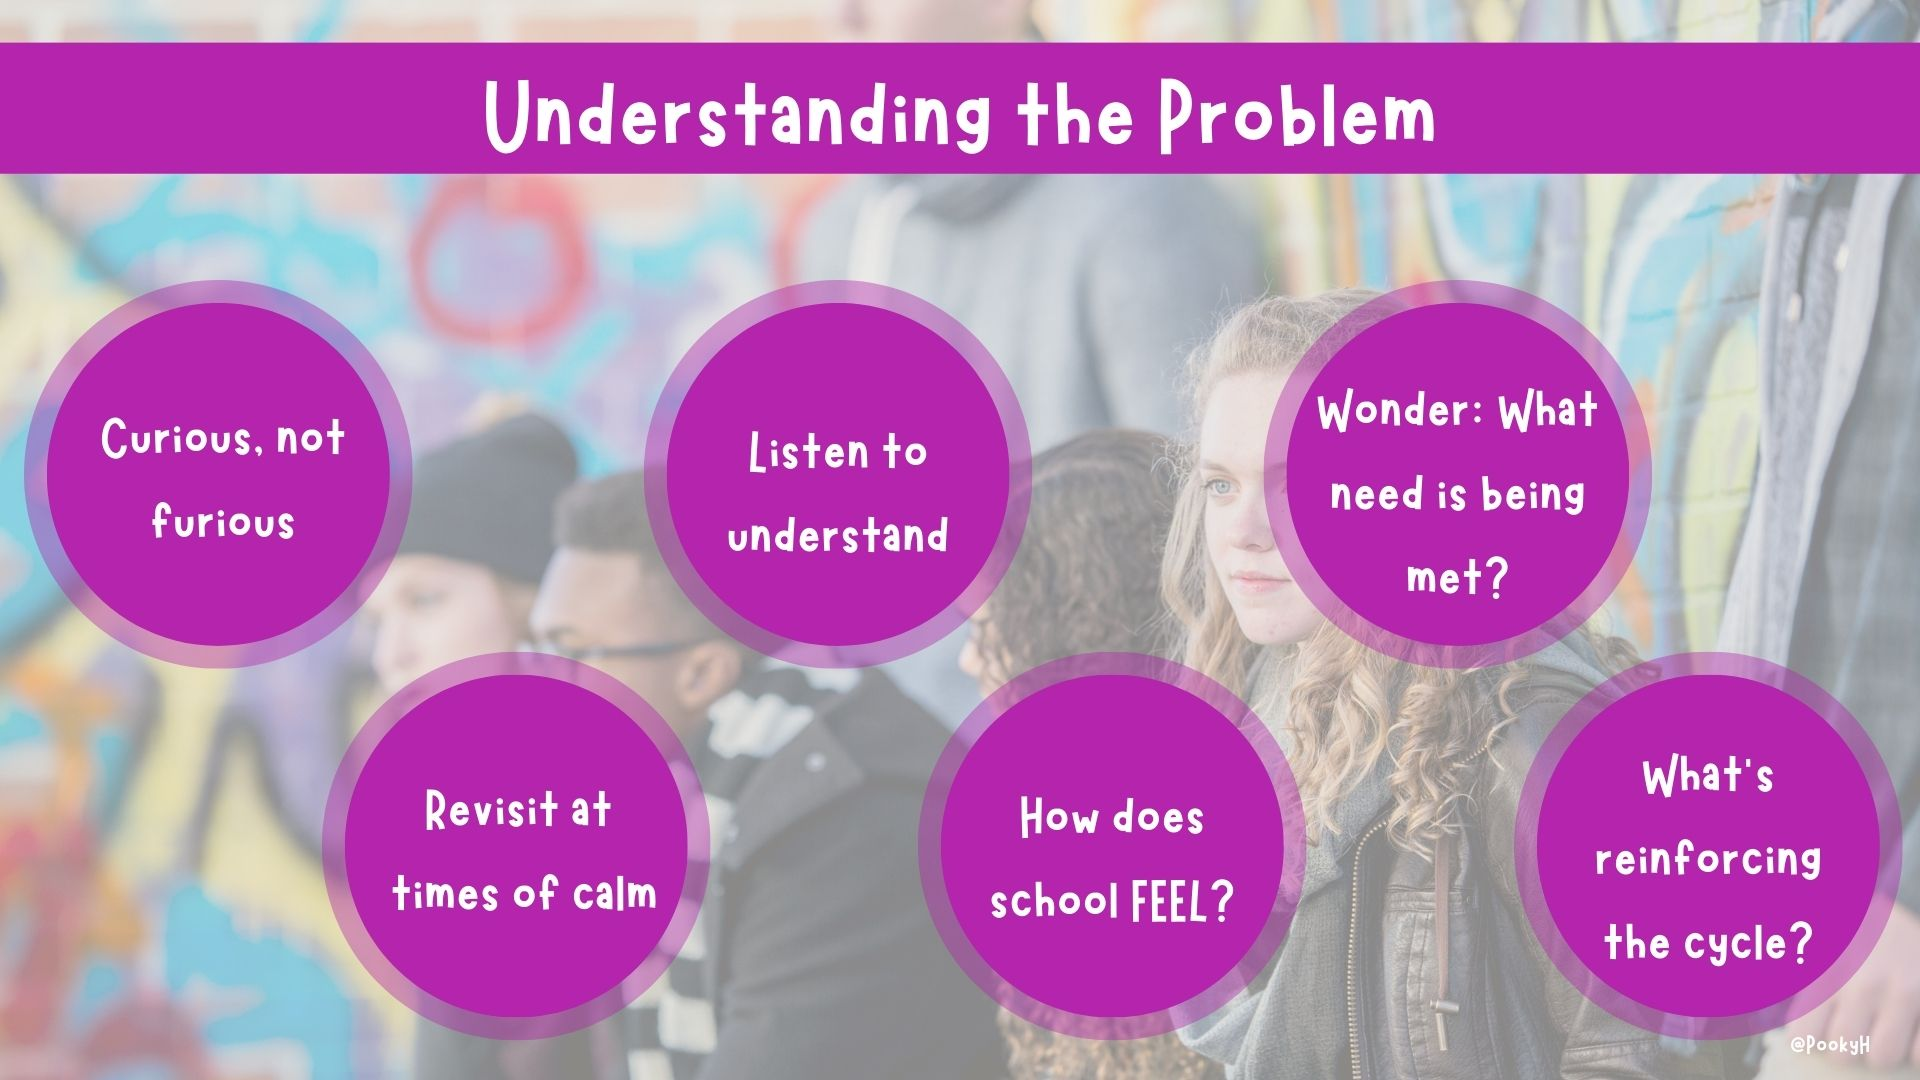 Understanding the Problem
Curious, not
furious
Listen to
understand
Wonder: What
need is being
met?
Revisit at
times of calm
How does
school FEEL?
What's
reinforcing
the cycle?
@PookyH